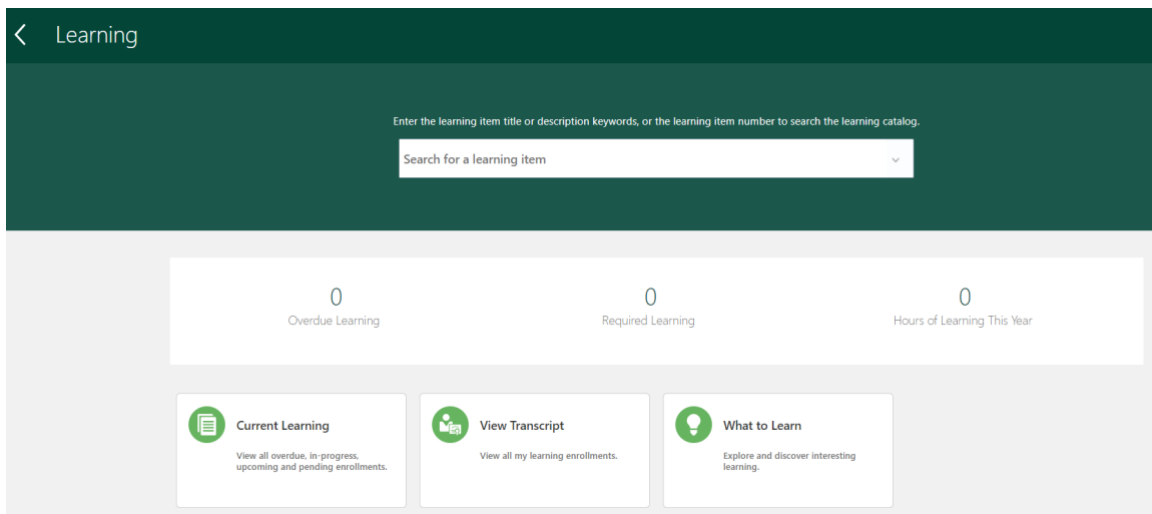 Learning
Enter the learning item title or description keywords, or the learning item number to search the learning catalog.
Search for a learning item
0
Overdue Learning
0
Required Learning
0
Hours of Learning This Year
Current Learning
View all overdue, in-progress,
upcoming and pending enrollments.
View Transcript
View all my learning enrollments.
What to Learn
Explore and discover interesting
learning.